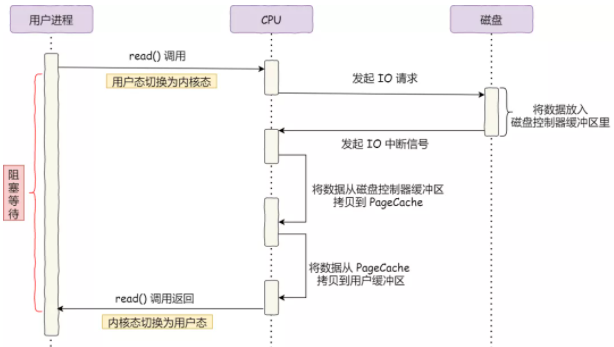 用户进程
CPU
磁盘
read() 调用
用户态切换为内核态
发起 IO 请求
将数据放入
磁盘控制器缓冲区里
发起 IO 中断信号
阻塞等待
将数据从磁盘控制器缓冲区
拷贝到 PageCache
将数据从 PageCache
拷贝到用户缓冲区
read() 调用返回
内核态切换为用户态